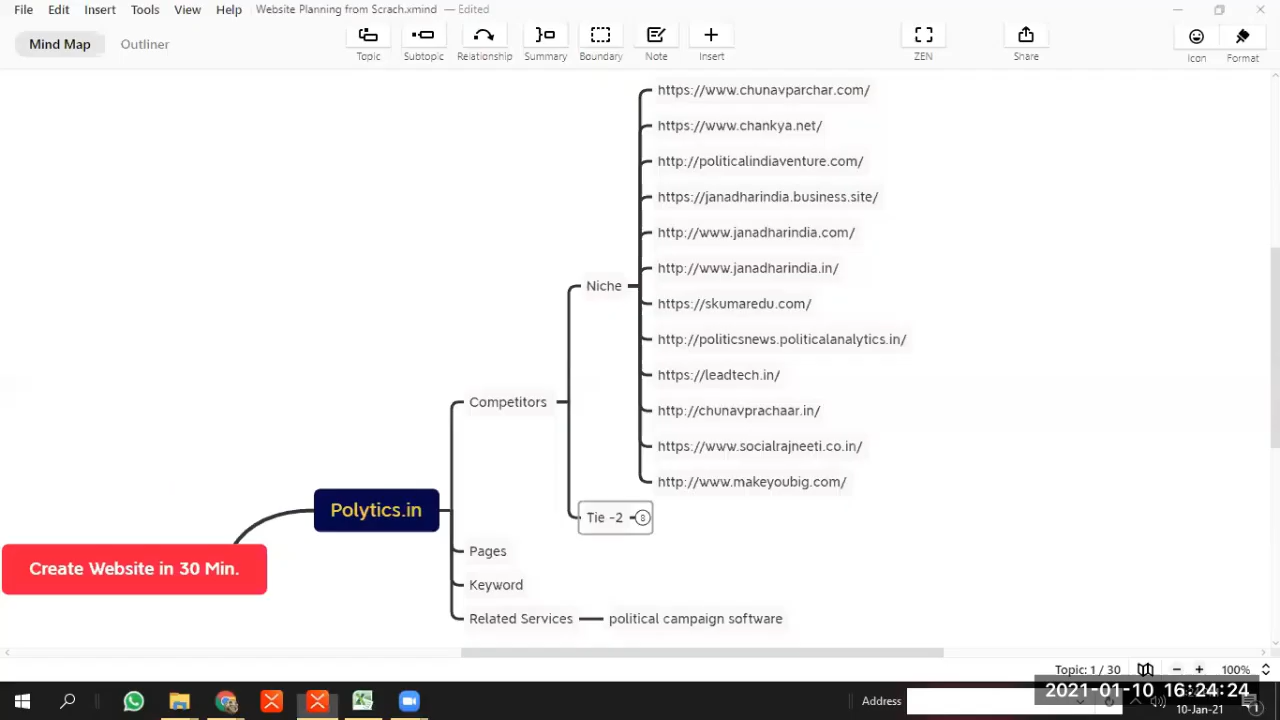 File Edit Insert Tools View Help Website Planning from Scrach.xmind — Edited
Mind Map Outliner
Topic Subtopic Relationship Summary Boundary Note Insert ZEN Share Icon Format
https://www.chunavparchar.com/
https://www.chankya.net/
http://politicalindiaventure.com/
https://janadharindia.business.site/
http://www.janadharindia.com/
http://www.janadharindia.in/
Niche
https://skumaredu.com/
http://politicsnews.politicalanalytics.in/
https://leadtech.in/
Competitors
http://chunavprachaar.in/
https://www.socialrajneeti.co.in/
http://www.makeyoubig.com/
Polytics.in
Tie -2 8
Pages
Create Website in 30 Min.
Keyword
Related Services political campaign software
Topic: 1 / 30 100%
Address
2021-01-10 16:24:24
10-Jan-21